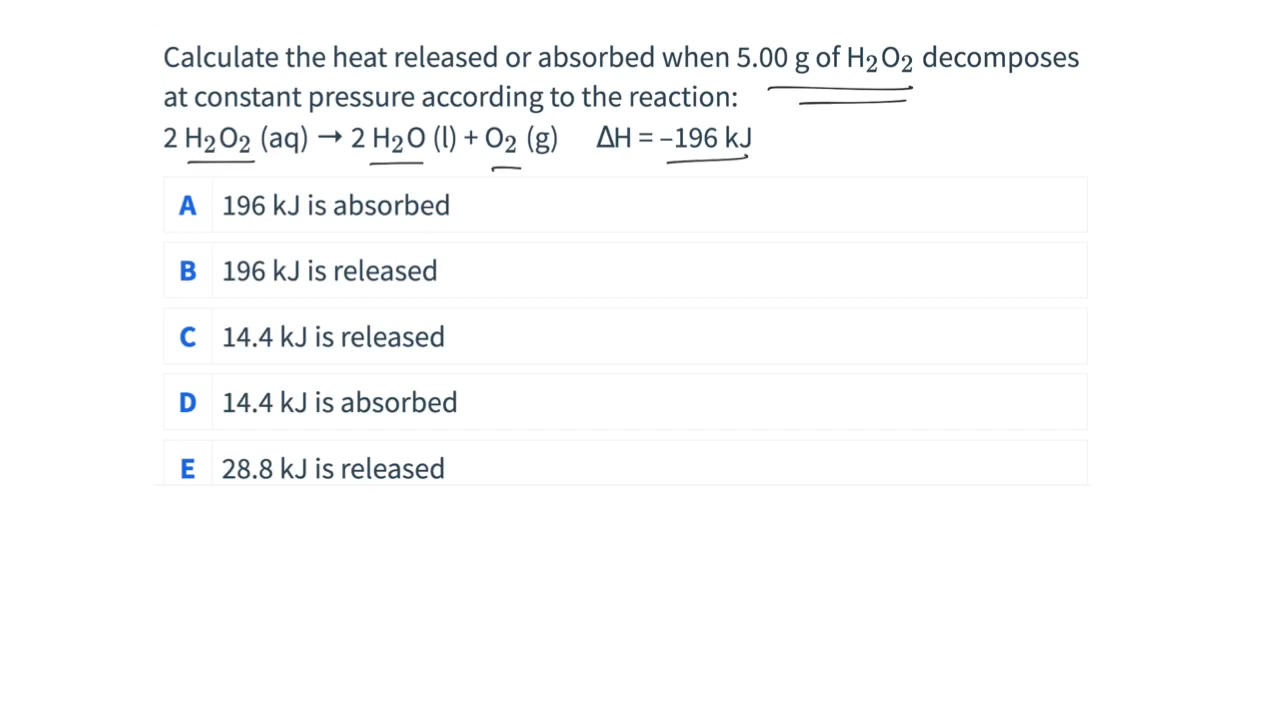 Calculate the heat released or absorbed when 5.00 g of H₂O₂ decomposes
at constant pressure according to the reaction:
2 H₂O₂ (aq) → 2 H₂O (l) + O₂ (g) ΔH = –196 kJ
A 196 kJ is absorbed
B 196 kJ is released
C 14.4 kJ is released
D 14.4 kJ is absorbed
E 28.8 kJ is released